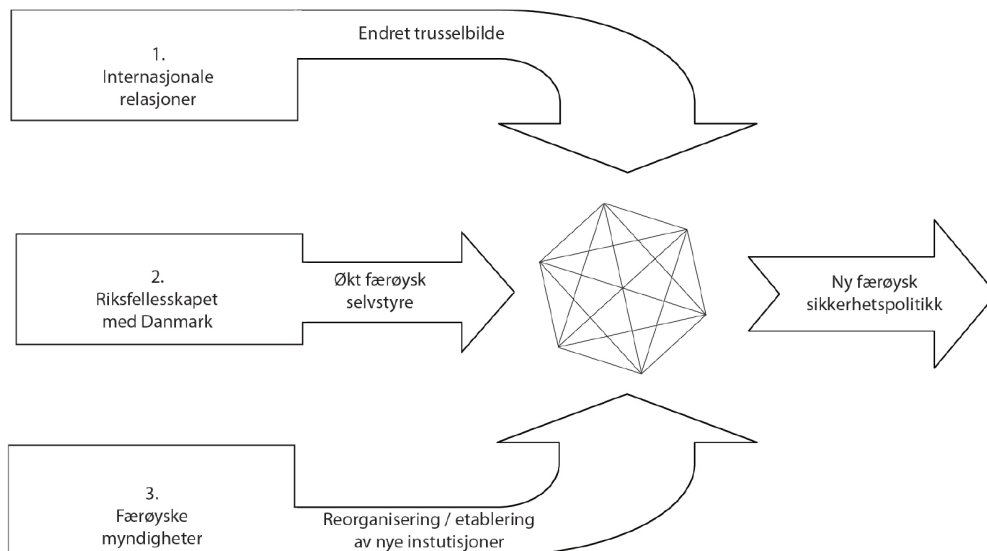 Endret trusselbilde
1.
Internasjonale
relasjoner
2.
Riksfellesskapet
med Danmark
Økt færøysk
selvstyre
Ny færøysk
sikkerhetspolitikk
3.
Færøyske
myndigheter
Reorganisering / etablering
av nye instutisjoner